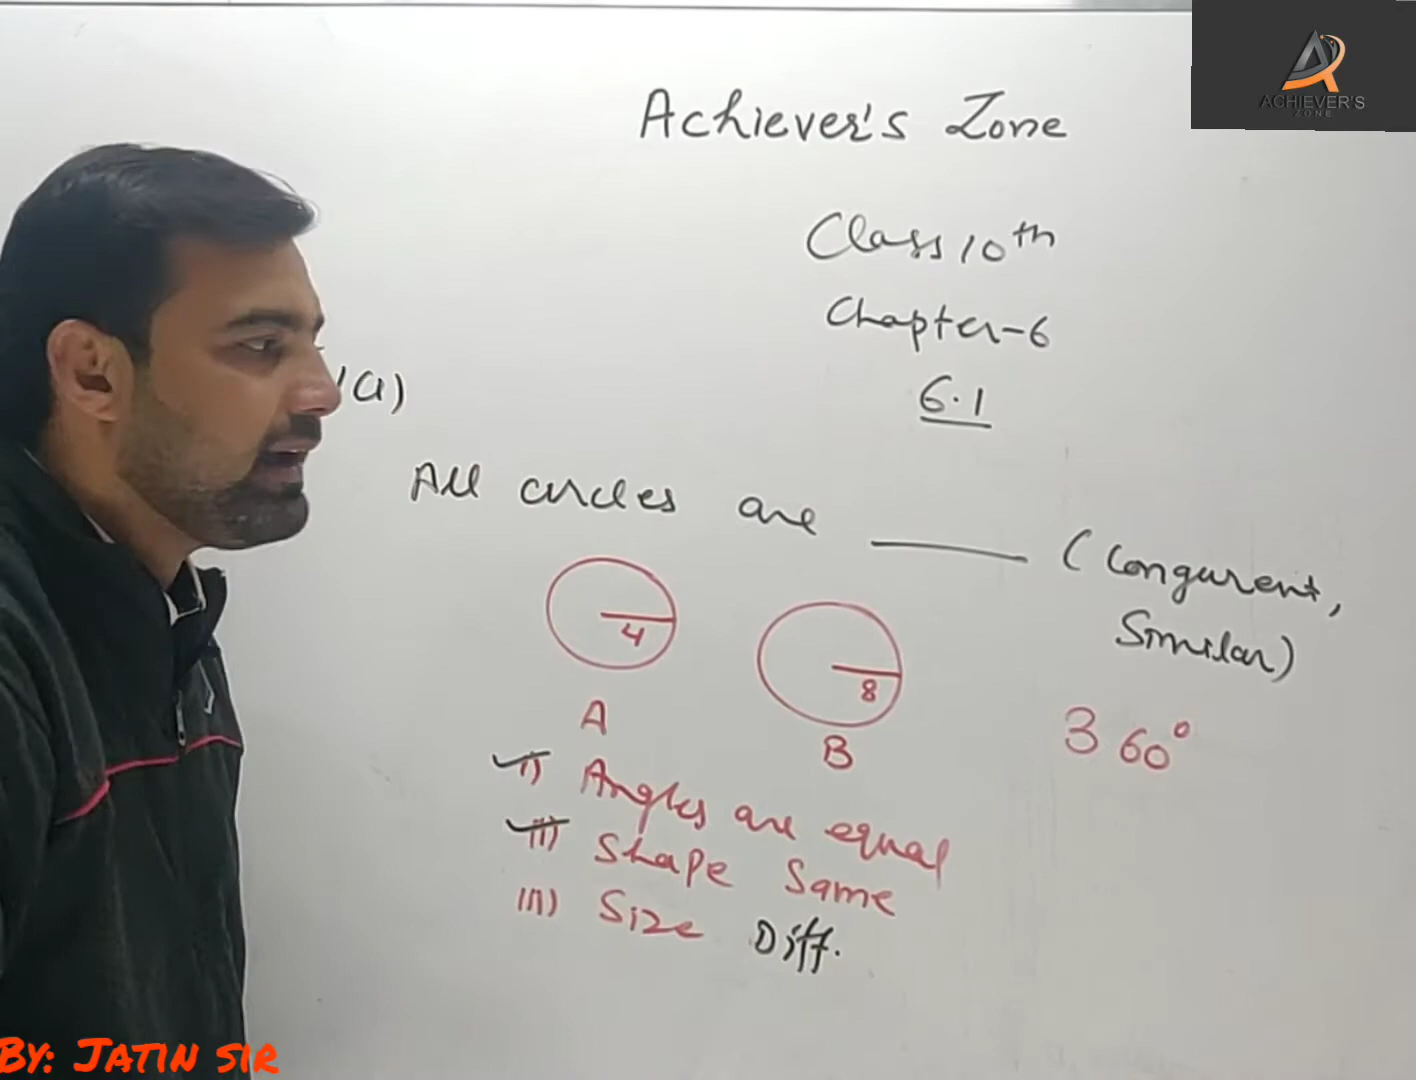 ACHIEVER'S
ZONE
Achiever's Zone
Class 10th
Chapter-6
6.1
(a)
All circles are ______ (Congurent,
Similar)
4
8
A
B
360°
i) Angles are equal
ii) Shape Same
iii) Size Diff.
By: JATIN SIR